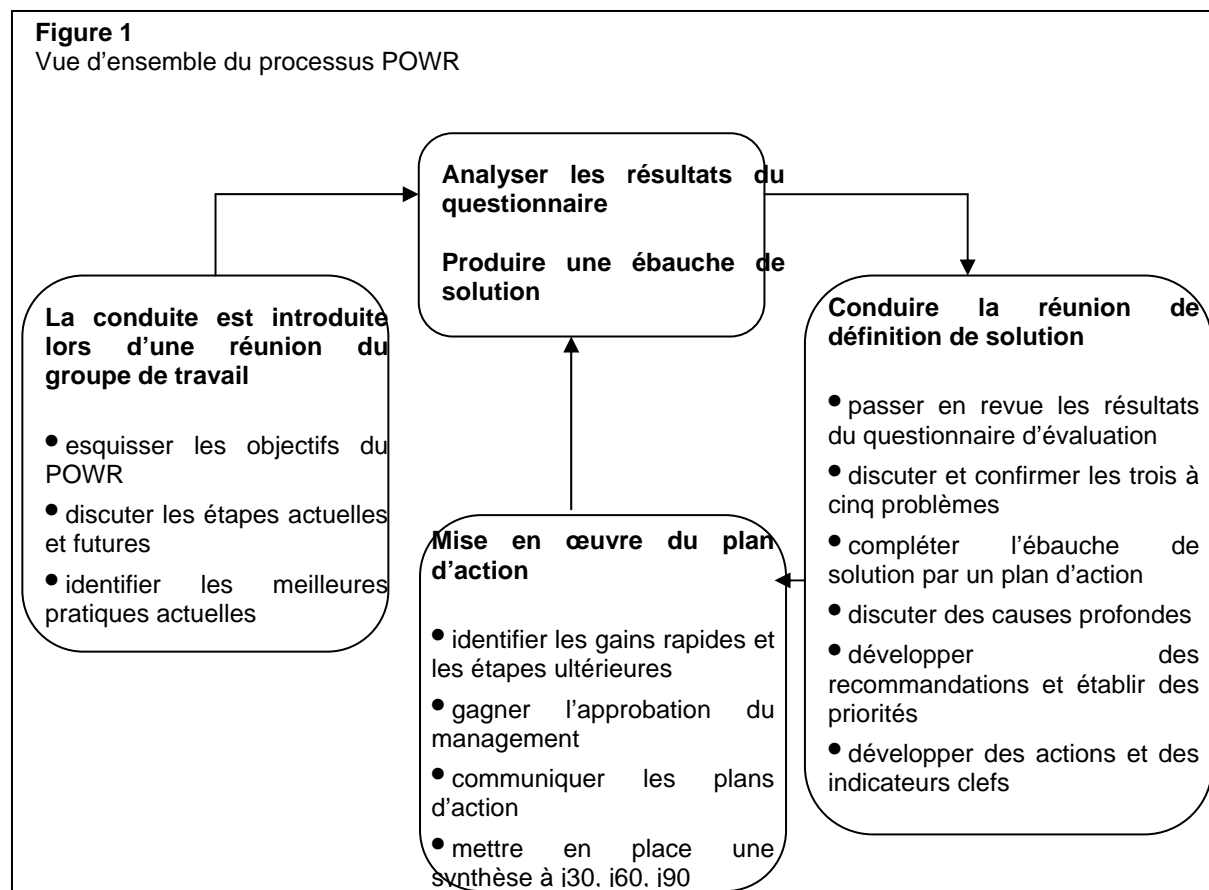 Figure 1
Vue d’ensemble du processus POWR
La conduite est introduite
lors d’une réunion du
groupe de travail
• esquisser les objectifs du
POWR
• discuter les étapes actuelles
et futures
• identifier les meilleures
pratiques actuelles
Analyser les résultats du
questionnaire
Produire une ébauche de
solution
Conduire la réunion de
définition de solution
• passer en revue les résultats
du questionnaire d’évaluation
• discuter et confirmer les trois à
cinq problèmes
• compléter l’ébauche de
solution par un plan d’action
• discuter des causes profondes
• développer des
recommandations et établir des
priorités
• développer des actions et des
indicateurs clefs
Mise en œuvre du plan
d’action
• identifier les gains rapides et
les étapes ultérieures
• gagner l’approbation du
management
• communiquer les plans
d’action
• mettre en place une
synthèse à j30, j60, j90